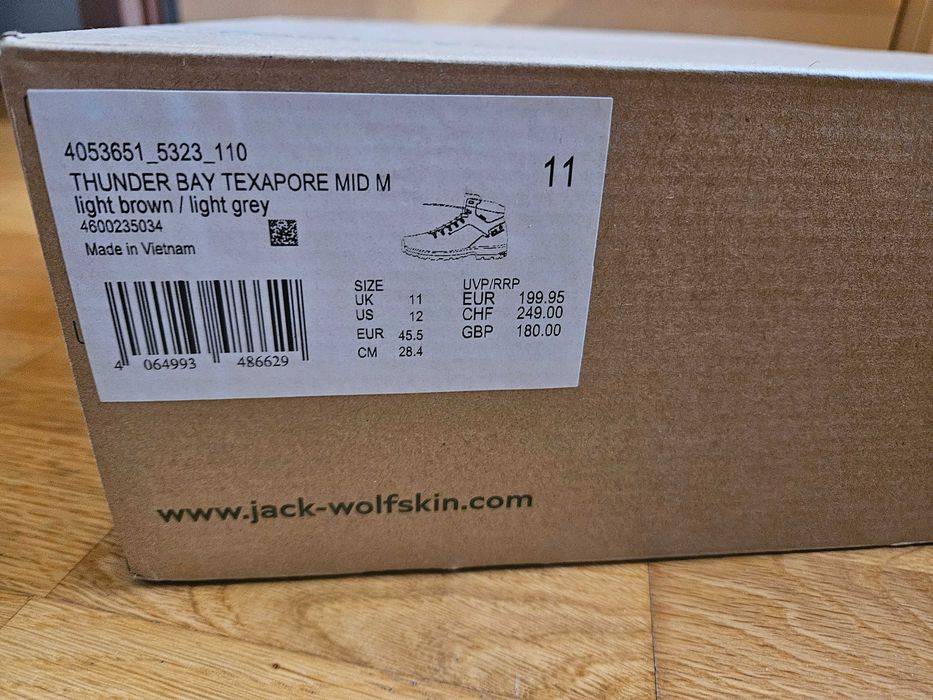 4053651_5323_110
11
THUNDER BAY TEXAPORE MID M
light brown / light grey
4600235034
Made in Vietnam
SIZE UVP/RRP
UK 11 EUR 199.95
US 12 CHF 249.00
EUR 45.5 GBP 180.00
CM 28.4
4 064993 486629
www.jack-wolfskin.com